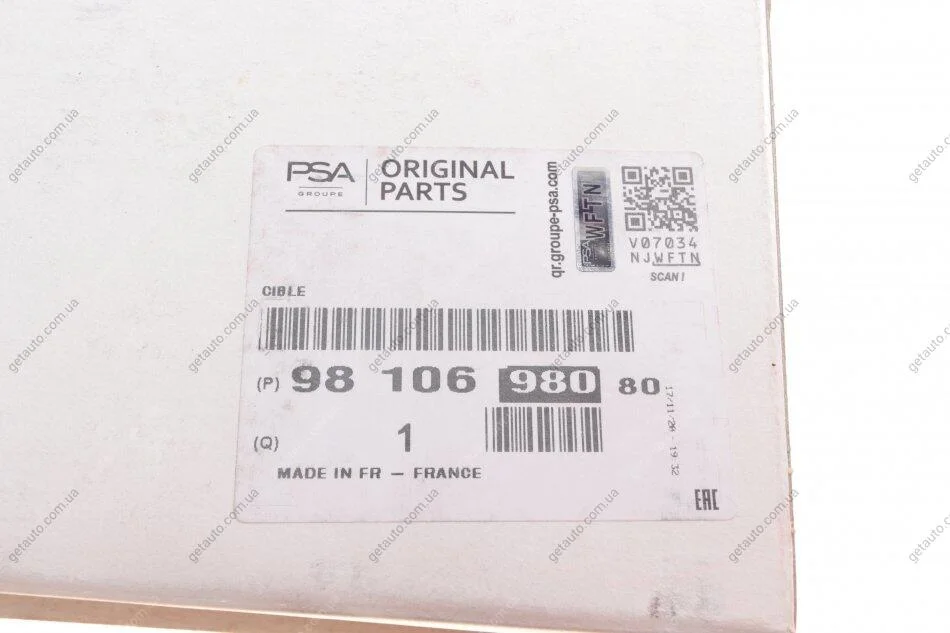 PSA
GROUPE
ORIGINAL
PARTS
qr.groupe-psa.com
PSA
WFTN
V07034
NJWFTN
SCAN!
CIBLE
(P) 98 106 980 80
(Q) 1
MADE IN FR — FRANCE
17/11/20 - 19:32
EAC
getauto.com.ua